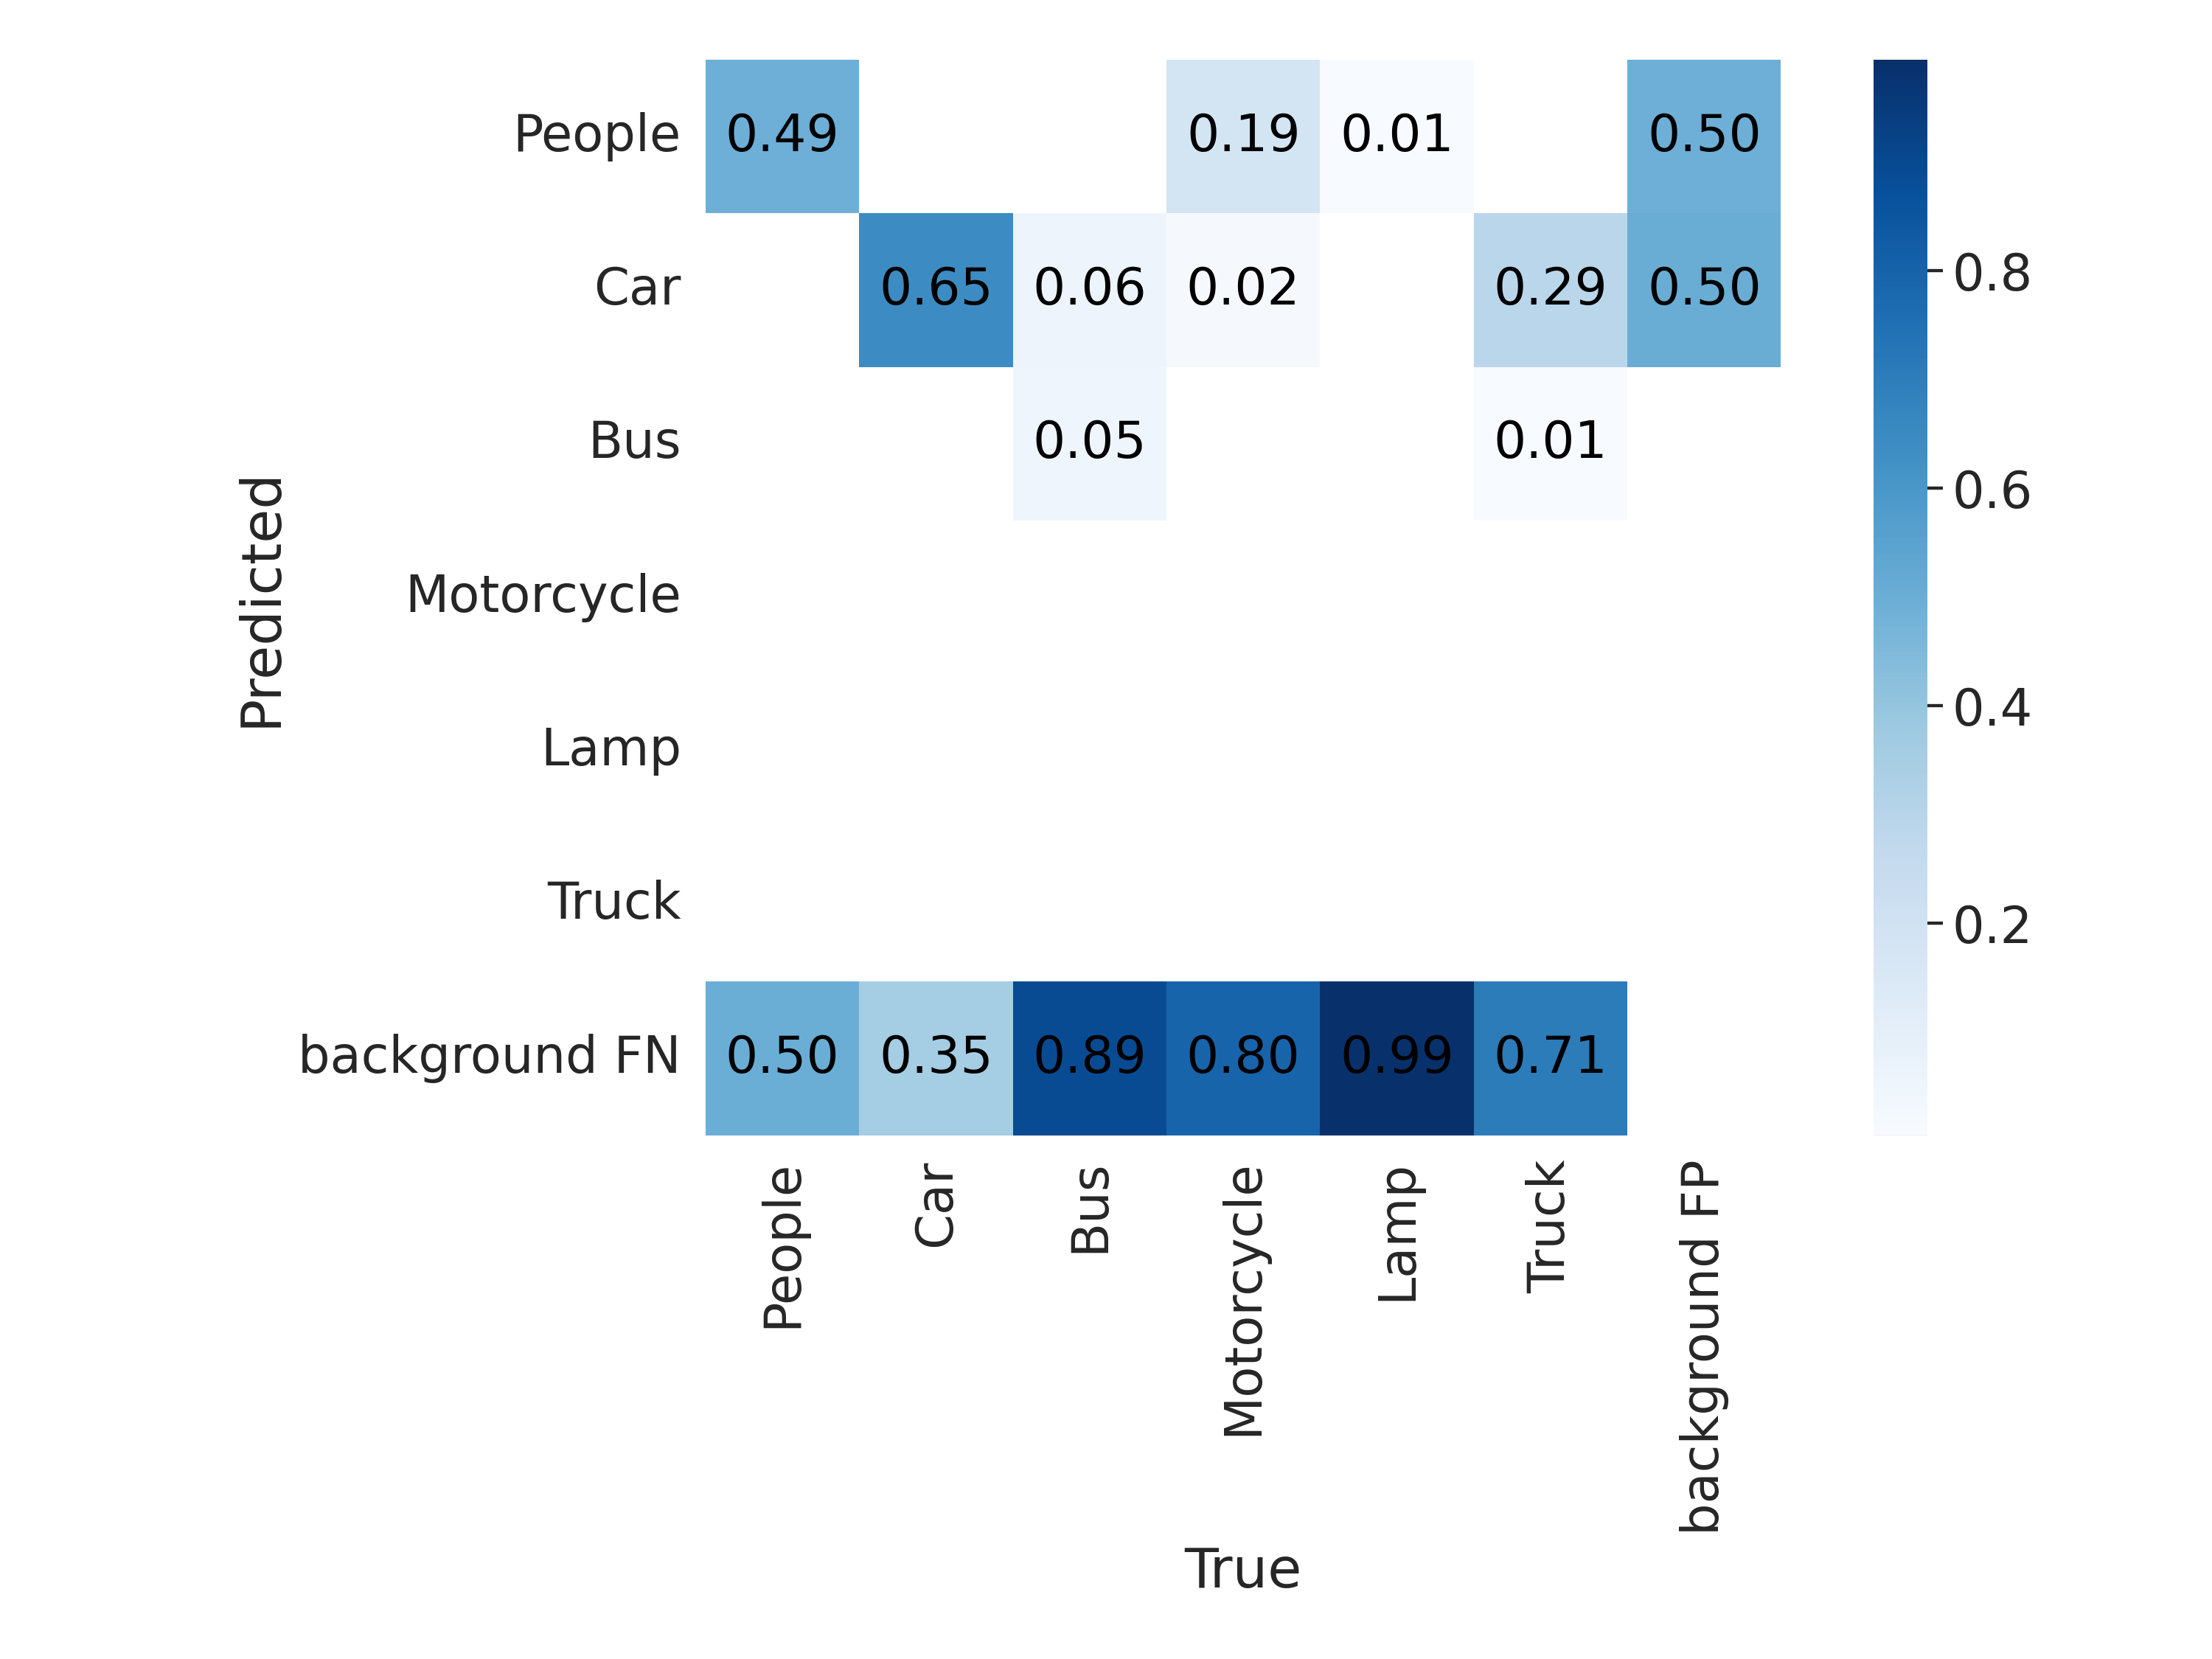 People 0.49 0.19 0.01 0.50
Car 0.65 0.06 0.02 0.29 0.50
Bus 0.05 0.01
Motorcycle
Lamp
Truck
background FN 0.50 0.35 0.89 0.80 0.99 0.71
Predicted
People
Car
Bus
Motorcycle
Lamp
Truck
background FP
True
0.8
0.6
0.4
0.2